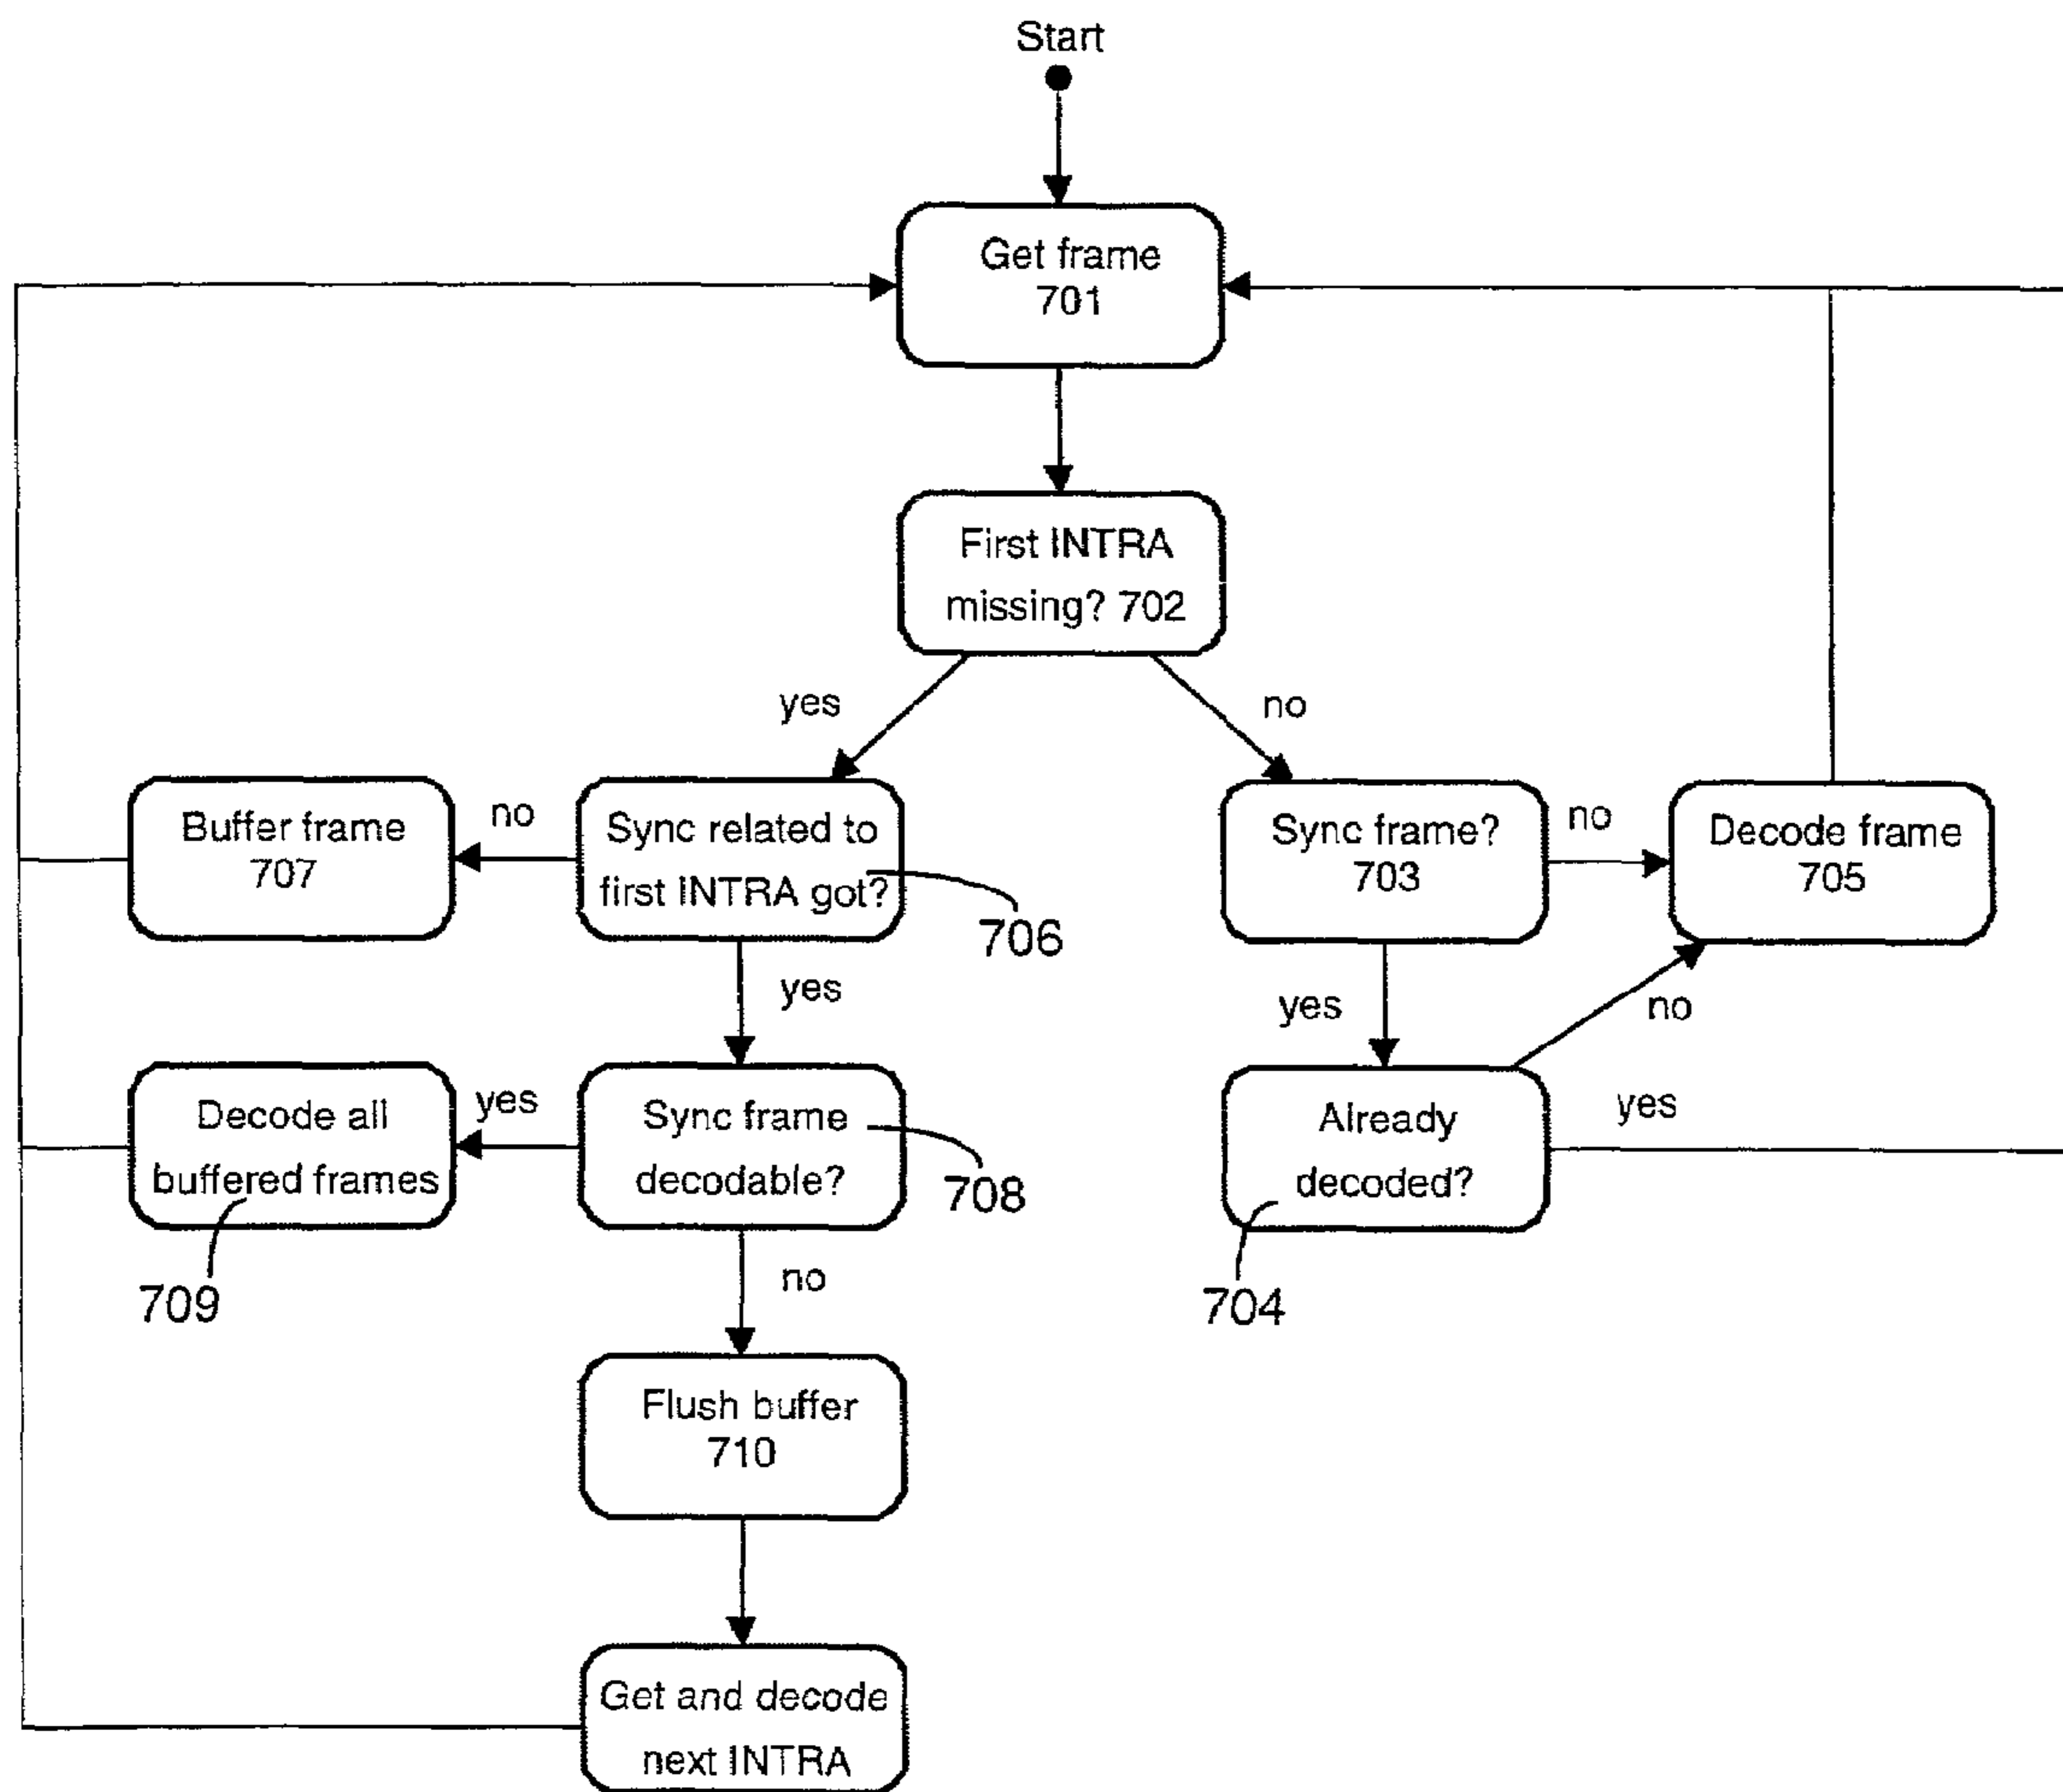 Start
Get frame
701
First INTRA
missing? 702
yes
no
Buffer frame
707
no
Sync related to
first INTRA got?
706
Sync frame?
703
no
Decode frame
705
yes
yes
no
Decode all
buffered frames
709
yes
Sync frame
decodable?
708
Already
decoded?
704
yes
no
Flush buffer
710
Get and decode
next INTRA